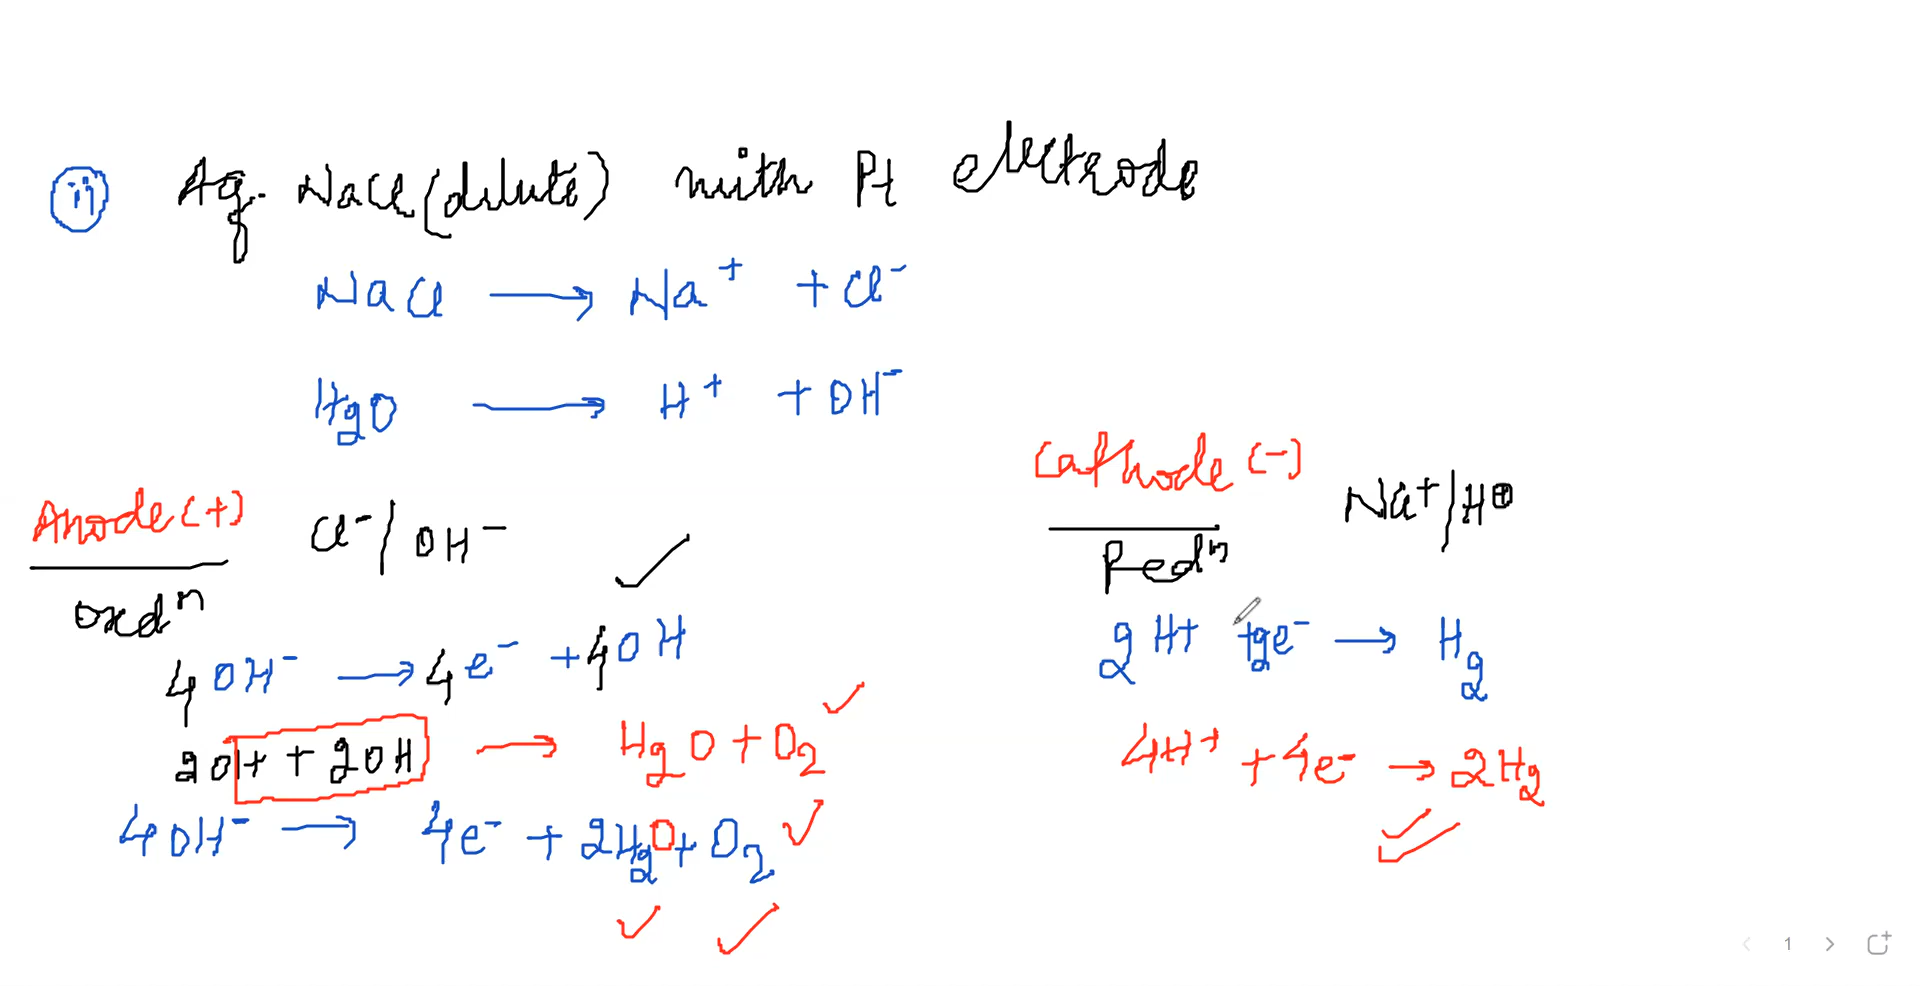 (ii) Aq. NaCl (dilute) with Pt electrode
NaCl → Na⁺ + Cl⁻
H₂O → H⁺ + OH⁻
Anode (+) Cl⁻/OH⁻ ✓
Oxdⁿ
4OH⁻ → 4e⁻ + 4OH
2OH + 2OH → H₂O + O₂ ✓
4OH⁻ → 4e⁻ + 2H₂O + O₂ ✓
✓ ✓
Cathode (-) Na⁺/H⊕
Redⁿ
2H+ + 2e⁻ → H₂
4H⁺ + 4e⁻ → 2H₂
✓✓
1